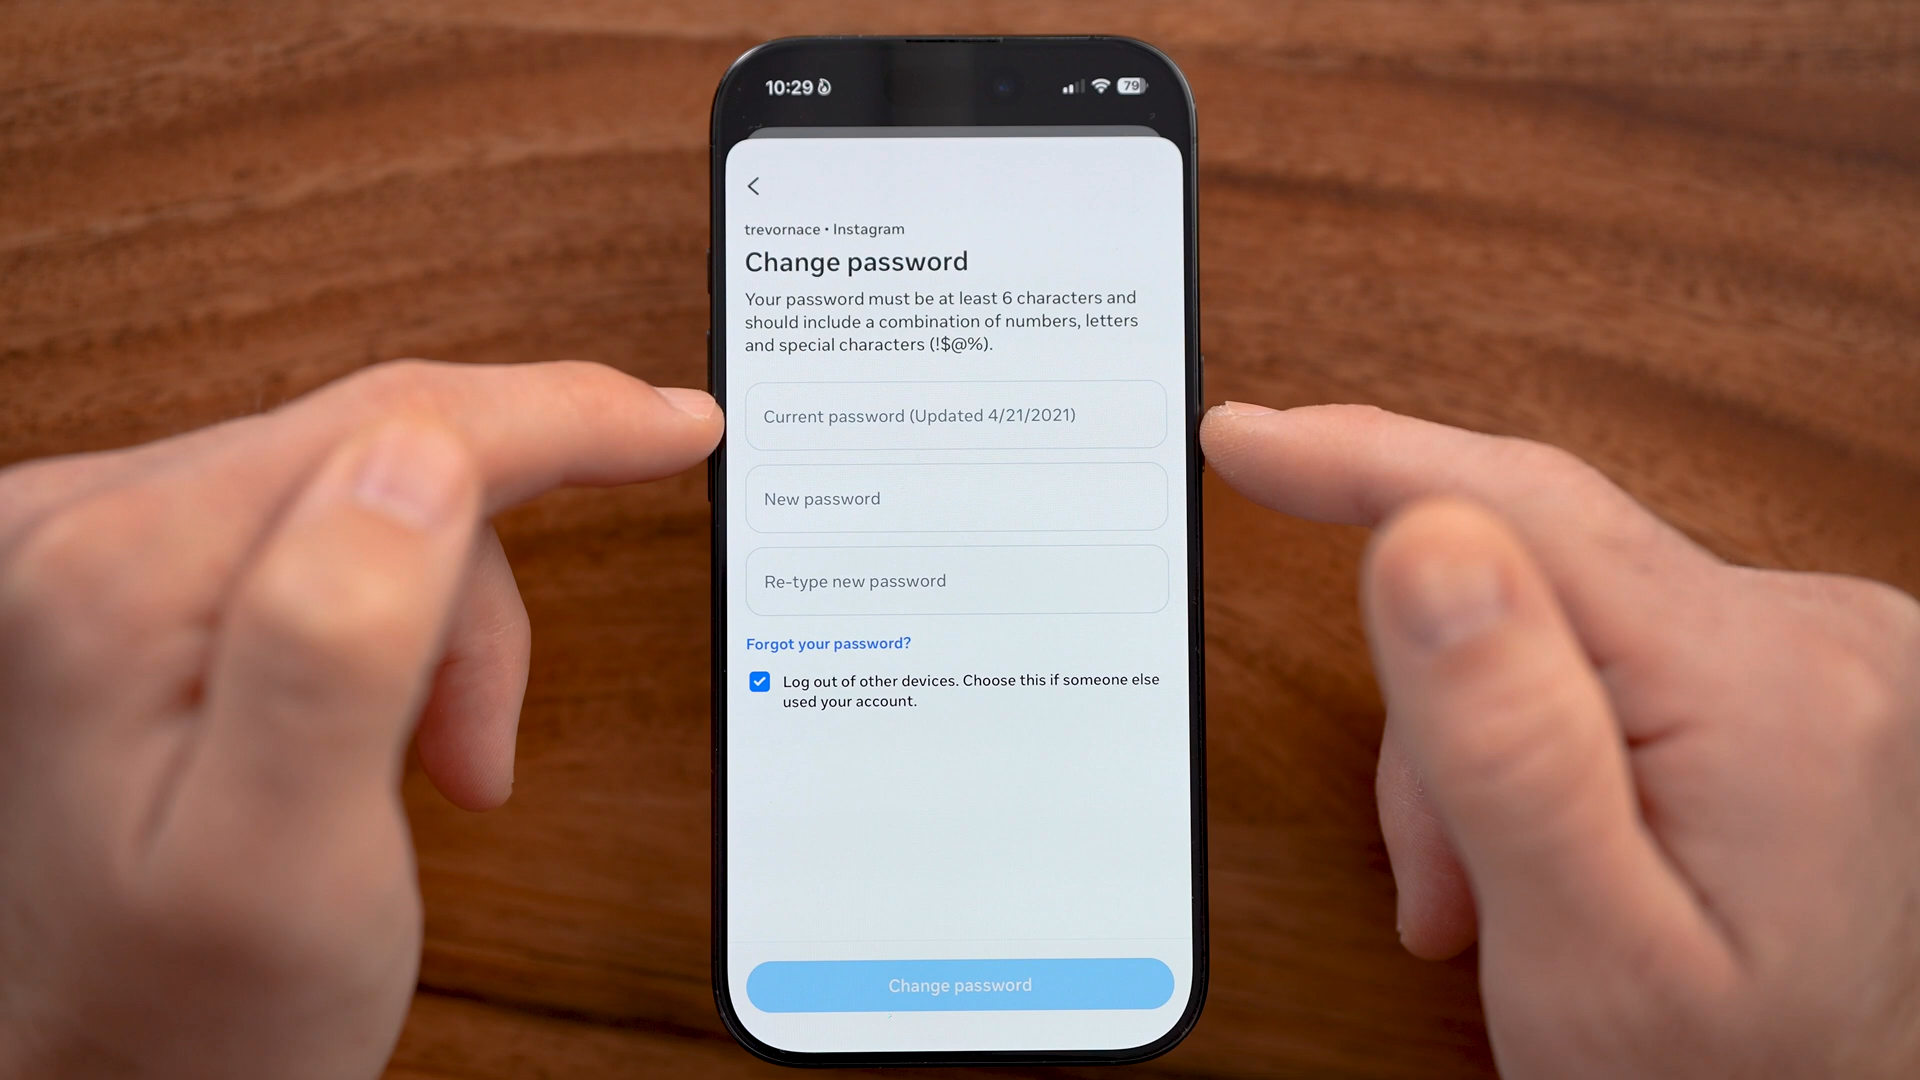 10:29
79
trevornace • Instagram
Change password
Your password must be at least 6 characters and
should include a combination of numbers, letters
and special characters (!$@%).
Current password (Updated 4/21/2021)
New password
Re-type new password
Forgot your password?
Log out of other devices. Choose this if someone else
used your account.
Change password